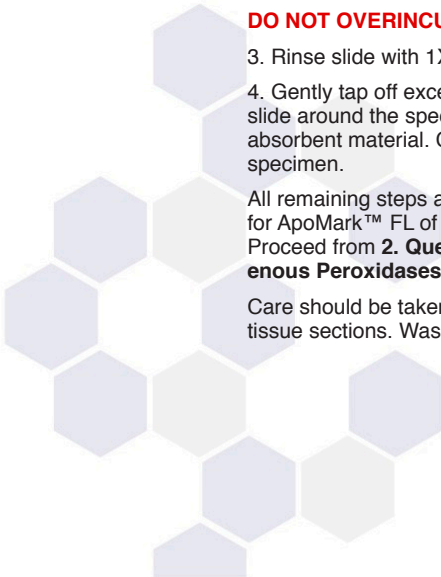 DO NOT OVERINCU
3. Rinse slide with 1X
4. Gently tap off exce
slide around the spec
absorbent material. C
specimen.
All remaining steps a
for ApoMark™ FL of
Proceed from 2. Que
enous Peroxidases
Care should be taken
tissue sections. Was